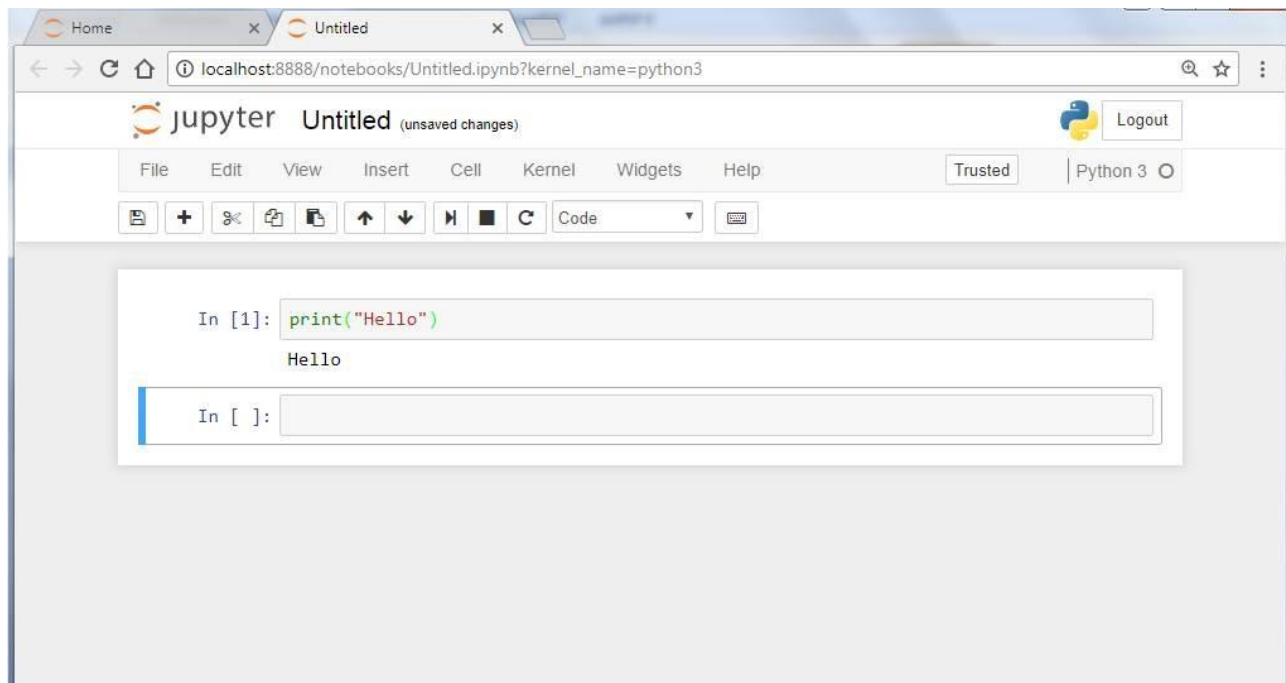 Home
Untitled
localhost:8888/notebooks/Untitled.ipynb?kernel_name=python3
jupyter Untitled (unsaved changes)
Logout
File Edit View Insert Cell Kernel Widgets Help
Trusted
Python 3
Code
In [1]: print("Hello")
Hello
In [ ]: